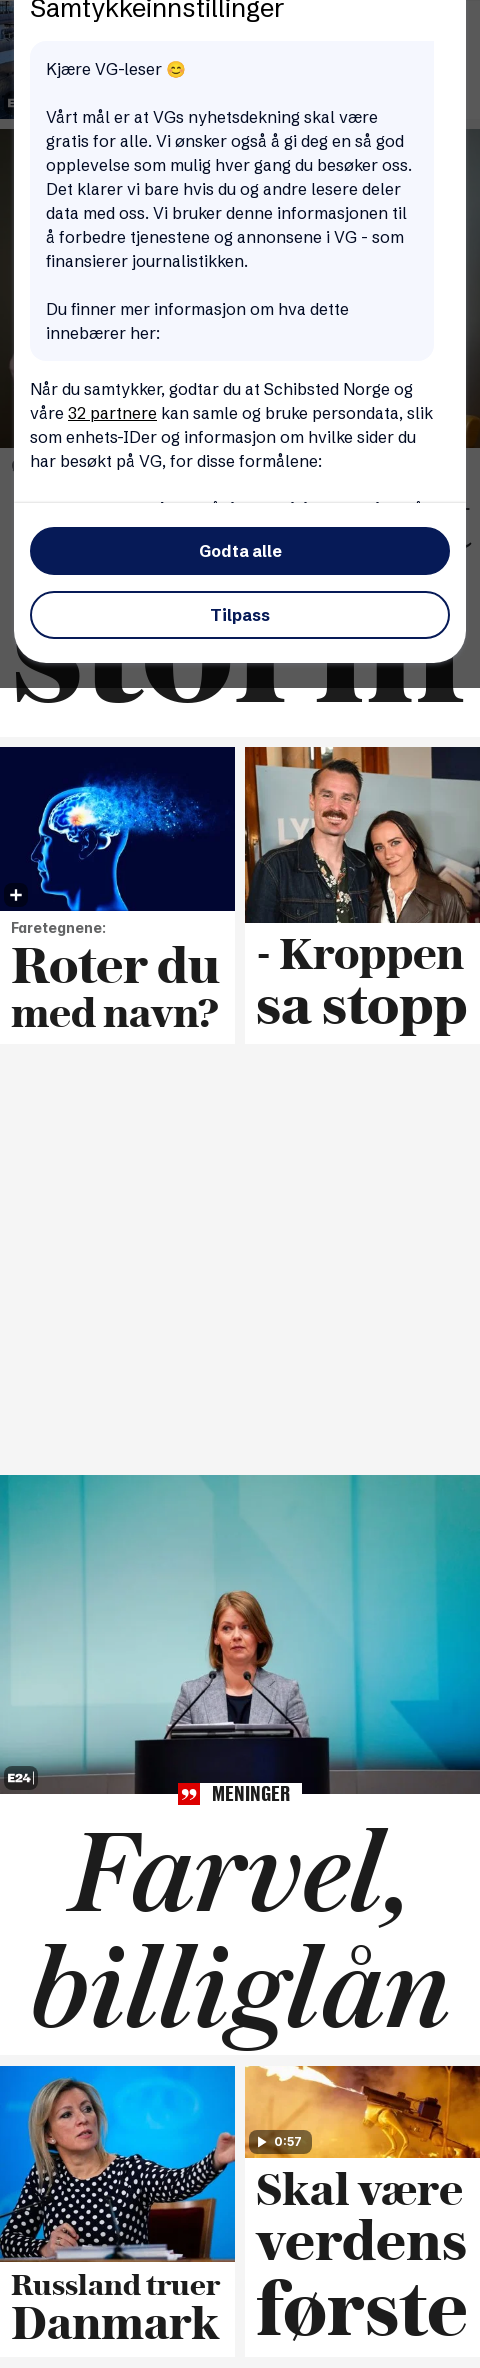 Samtykkeinnstillinger
Kjære VG-leser 😊
Vårt mål er at VGs nyhetsdekning skal være
gratis for alle. Vi ønsker også å gi deg en så god
opplevelse som mulig hver gang du besøker oss.
Det klarer vi bare hvis du og andre lesere deler
data med oss. Vi bruker denne informasjonen til
å forbedre tjenestene og annonsene i VG - som
finansierer journalistikken.
Du finner mer informasjon om hva dette
innebærer her:
Når du samtykker, godtar du at Schibsted Norge og
våre 32 partnere kan samle og bruke persondata, slik
som enhets-IDer og informasjon om hvilke sider du
har besøkt på VG, for disse formålene:
Godta alle
Tilpass
storm
Faretegnene:
Roter du
med navn?
- Kroppen
sa stopp
E24
MENINGER
Farvel,
billiglån
Russland truer
Danmark
0:57
Skal være
verdens
første